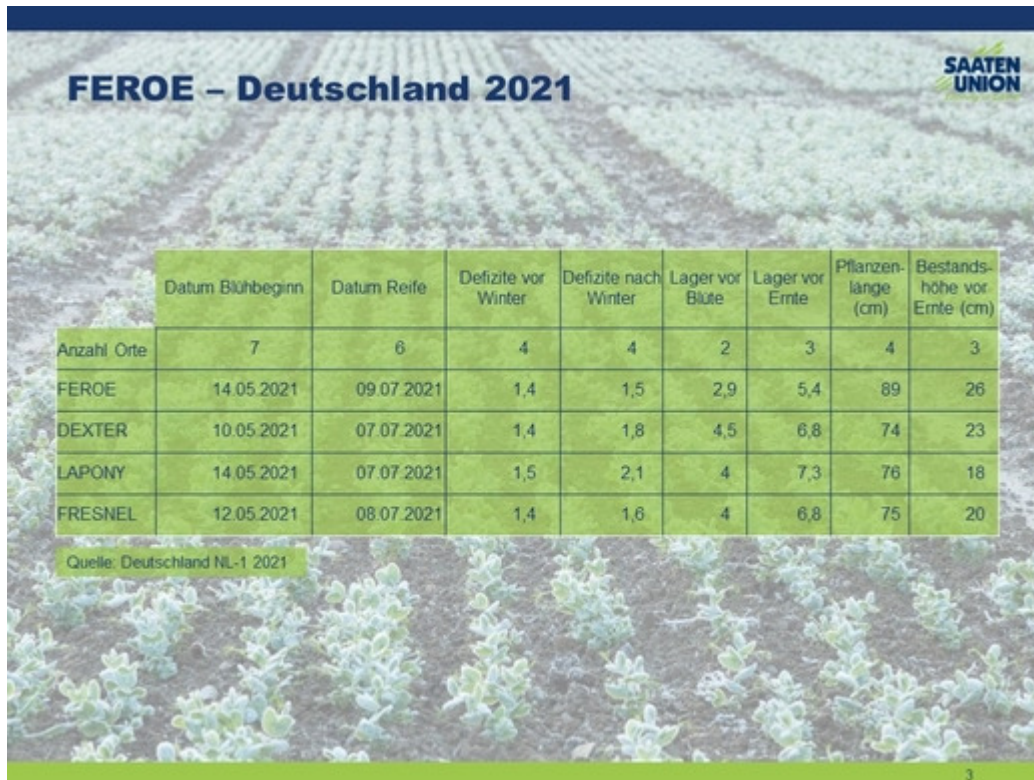 FEROE – Deutschland 2021
SAATEN
UNION
Datum Blühbeginn Datum Reife Defizite vor Winter Defizite nach Winter Lager vor Blüte Lager vor Ernte Pflanzen-länge (cm) Bestands-höhe vor Ernte (cm)
Anzahl Orte 7 6 4 4 2 3 4 3
FEROE 14.05.2021 09.07.2021 1,4 1,5 2,9 5,4 89 26
DEXTER 10.05.2021 07.07.2021 1,4 1,8 4,5 6,8 74 23
LAPONY 14.05.2021 07.07.2021 1,5 2,1 4 7,3 76 18
FRESNEL 12.05.2021 08.07.2021 1,4 1,6 4 6,8 75 20
Quelle: Deutschland NL-1 2021
3